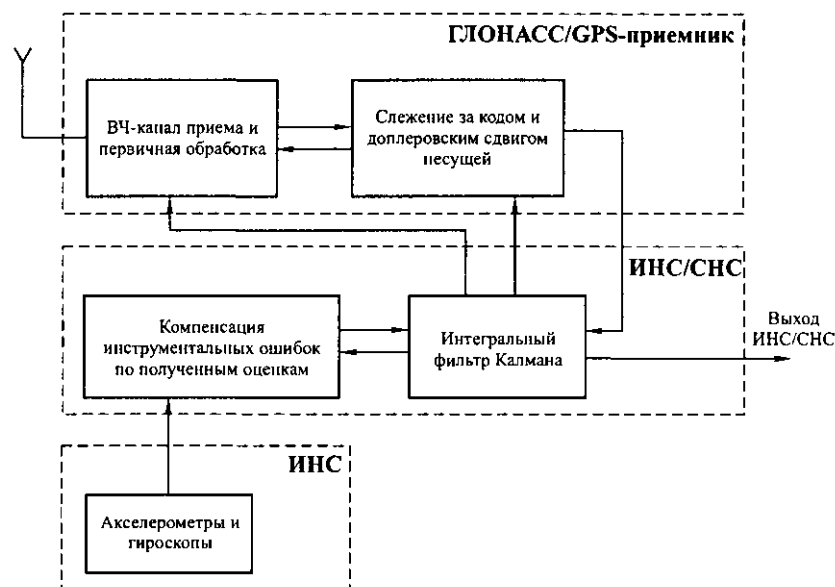 ГЛОНАСС/GPS-приемник
ВЧ-канал приема и
первичная обработка
Слежение за кодом и
доплеровским сдвигом
несущей
ИНС/СНС
Компенсация
инструментальных ошибок
по полученным оценкам
Интегральный
фильтр Калмана
Выход
ИНС/СНС
ИНС
Акселерометры и
гироскопы